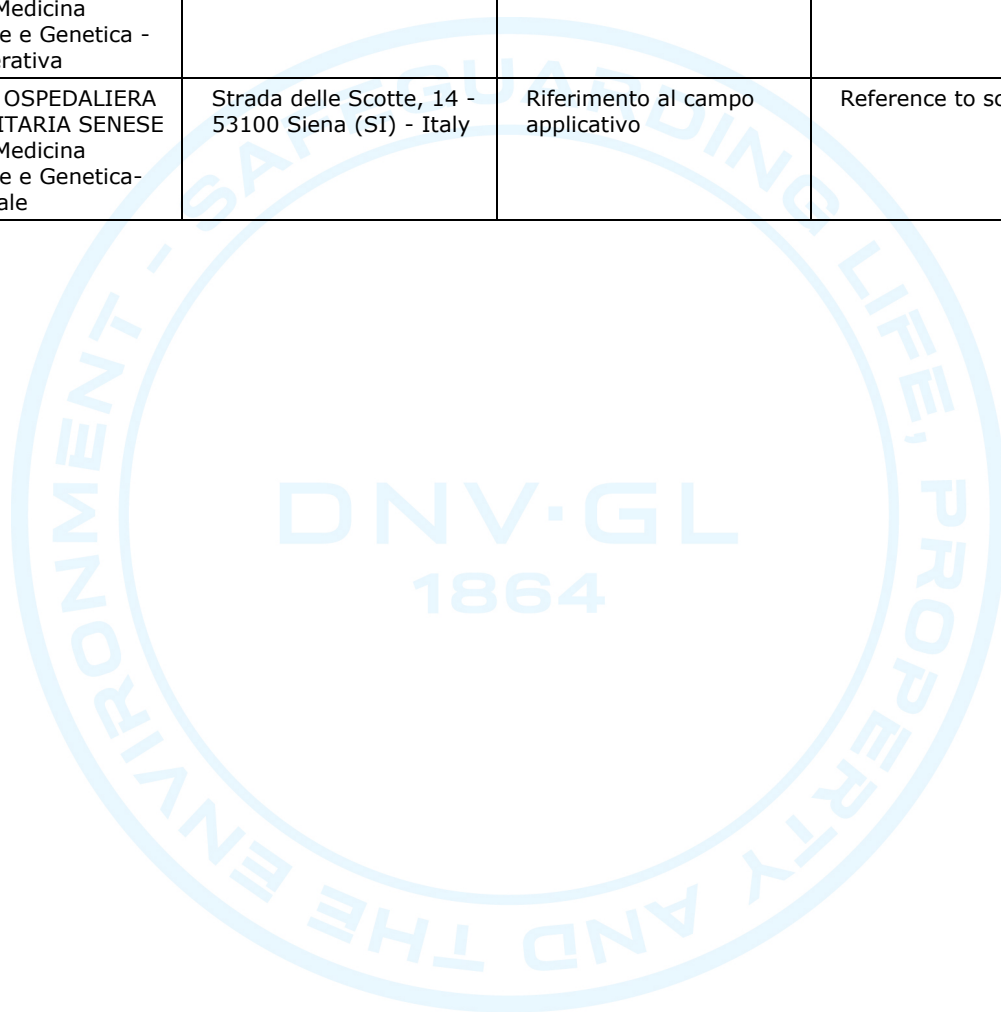 Medicina
e e Genetica -
erativa
OSPEDALIERA
ITARIA SENESE
Medicina
e e Genetica-
ale
Strada delle Scotte, 14 -
53100 Siena (SI) - Italy
Riferimento al campo
applicativo
Reference to sc
SAFEGUARDING LIFE, PROPERTY AND THE ENVIRONMENT -
DNV·GL
1864